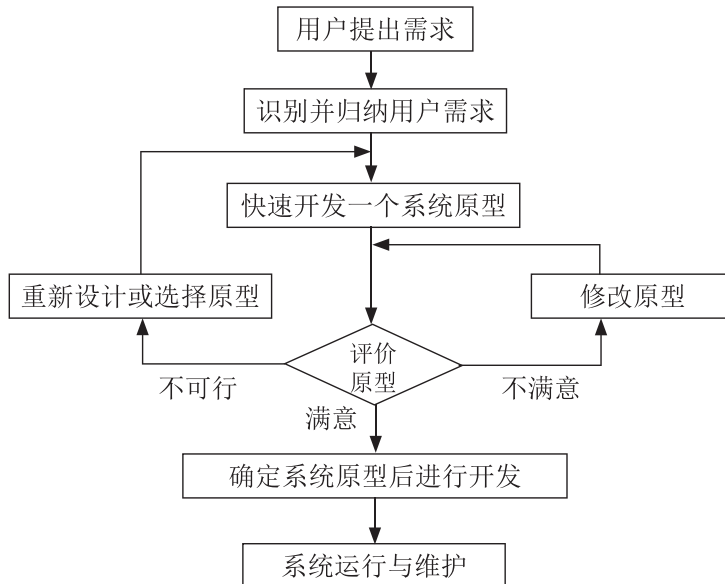 用户提出需求
识别并归纳用户需求
快速开发一个系统原型
重新设计或选择原型
修改原型
评价
原型
不可行
不满意
满意
确定系统原型后进行开发
系统运行与维护